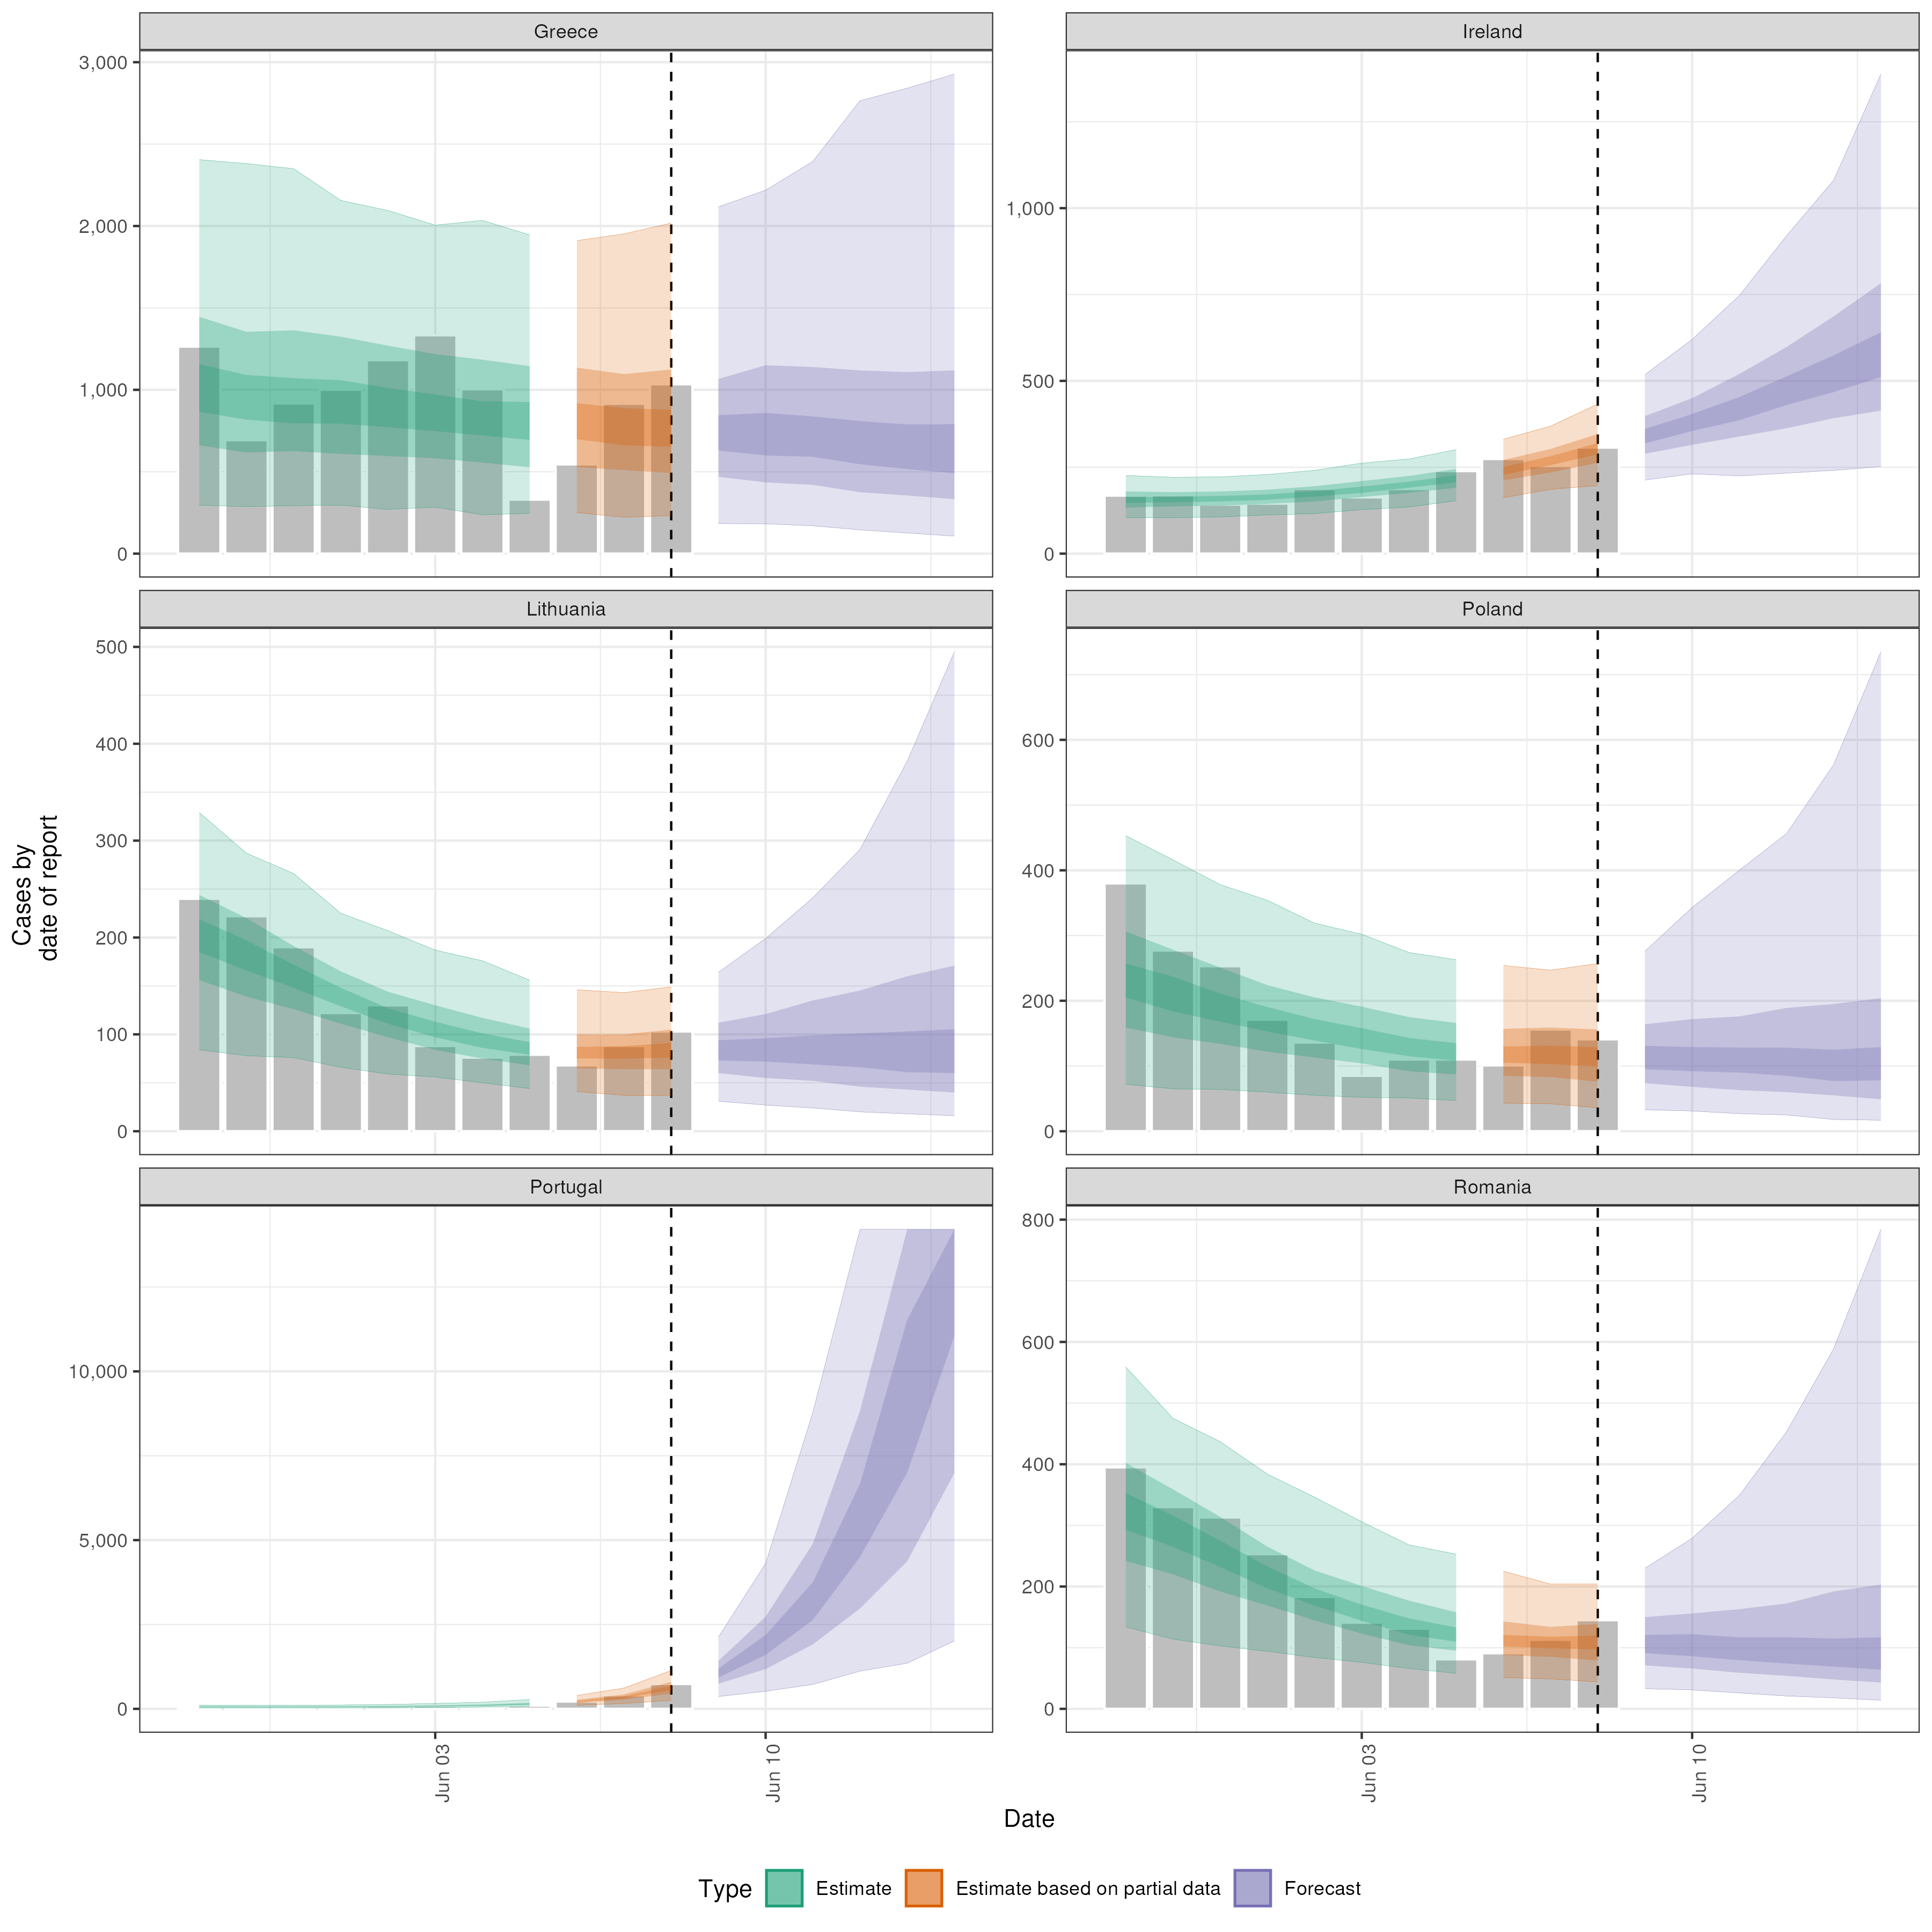 Greece
Ireland
3,000
2,000
1,000
0
1,000
500
0
Lithuania
Poland
500
400
300
200
100
0
600
400
200
0
Cases by
date of report
Portugal
Romania
10,000
5,000
0
800
600
400
200
0
Jun 03
Jun 10
Jun 03
Jun 10
Date
Type
Estimate
Estimate based on partial data
Forecast